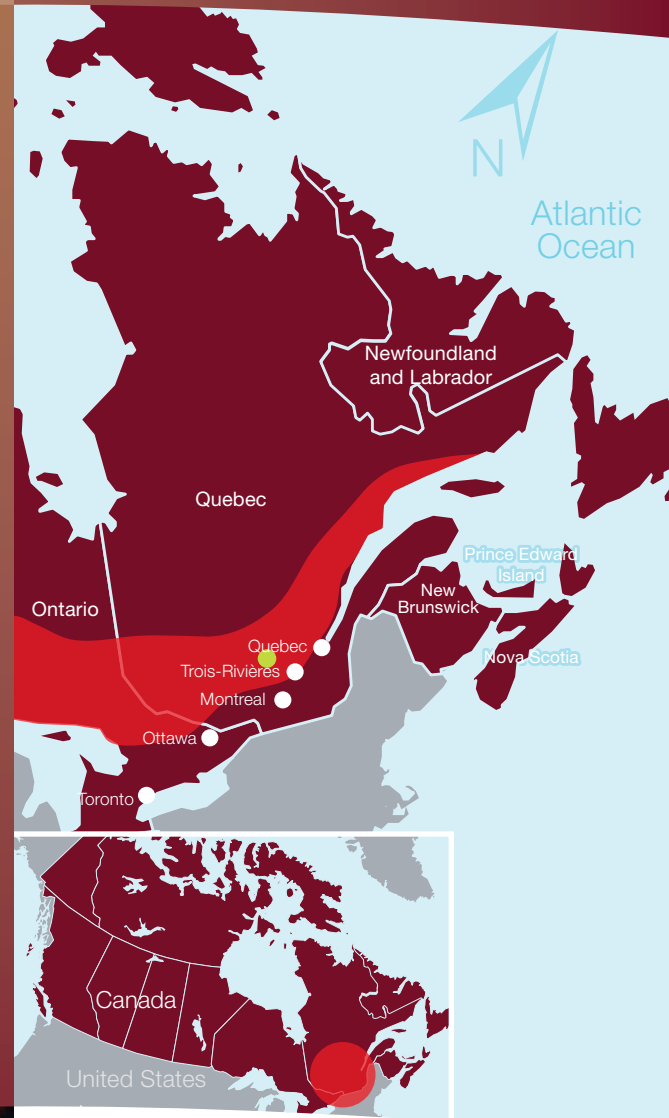 N
Atlantic
Ocean
Newfoundland
and Labrador
Quebec
Prince Edward
Island
New
Brunswick
Ontario
Quebec
Nova Scotia
Trois-Rivières
Montreal
Ottawa
Toronto
Canada
United States